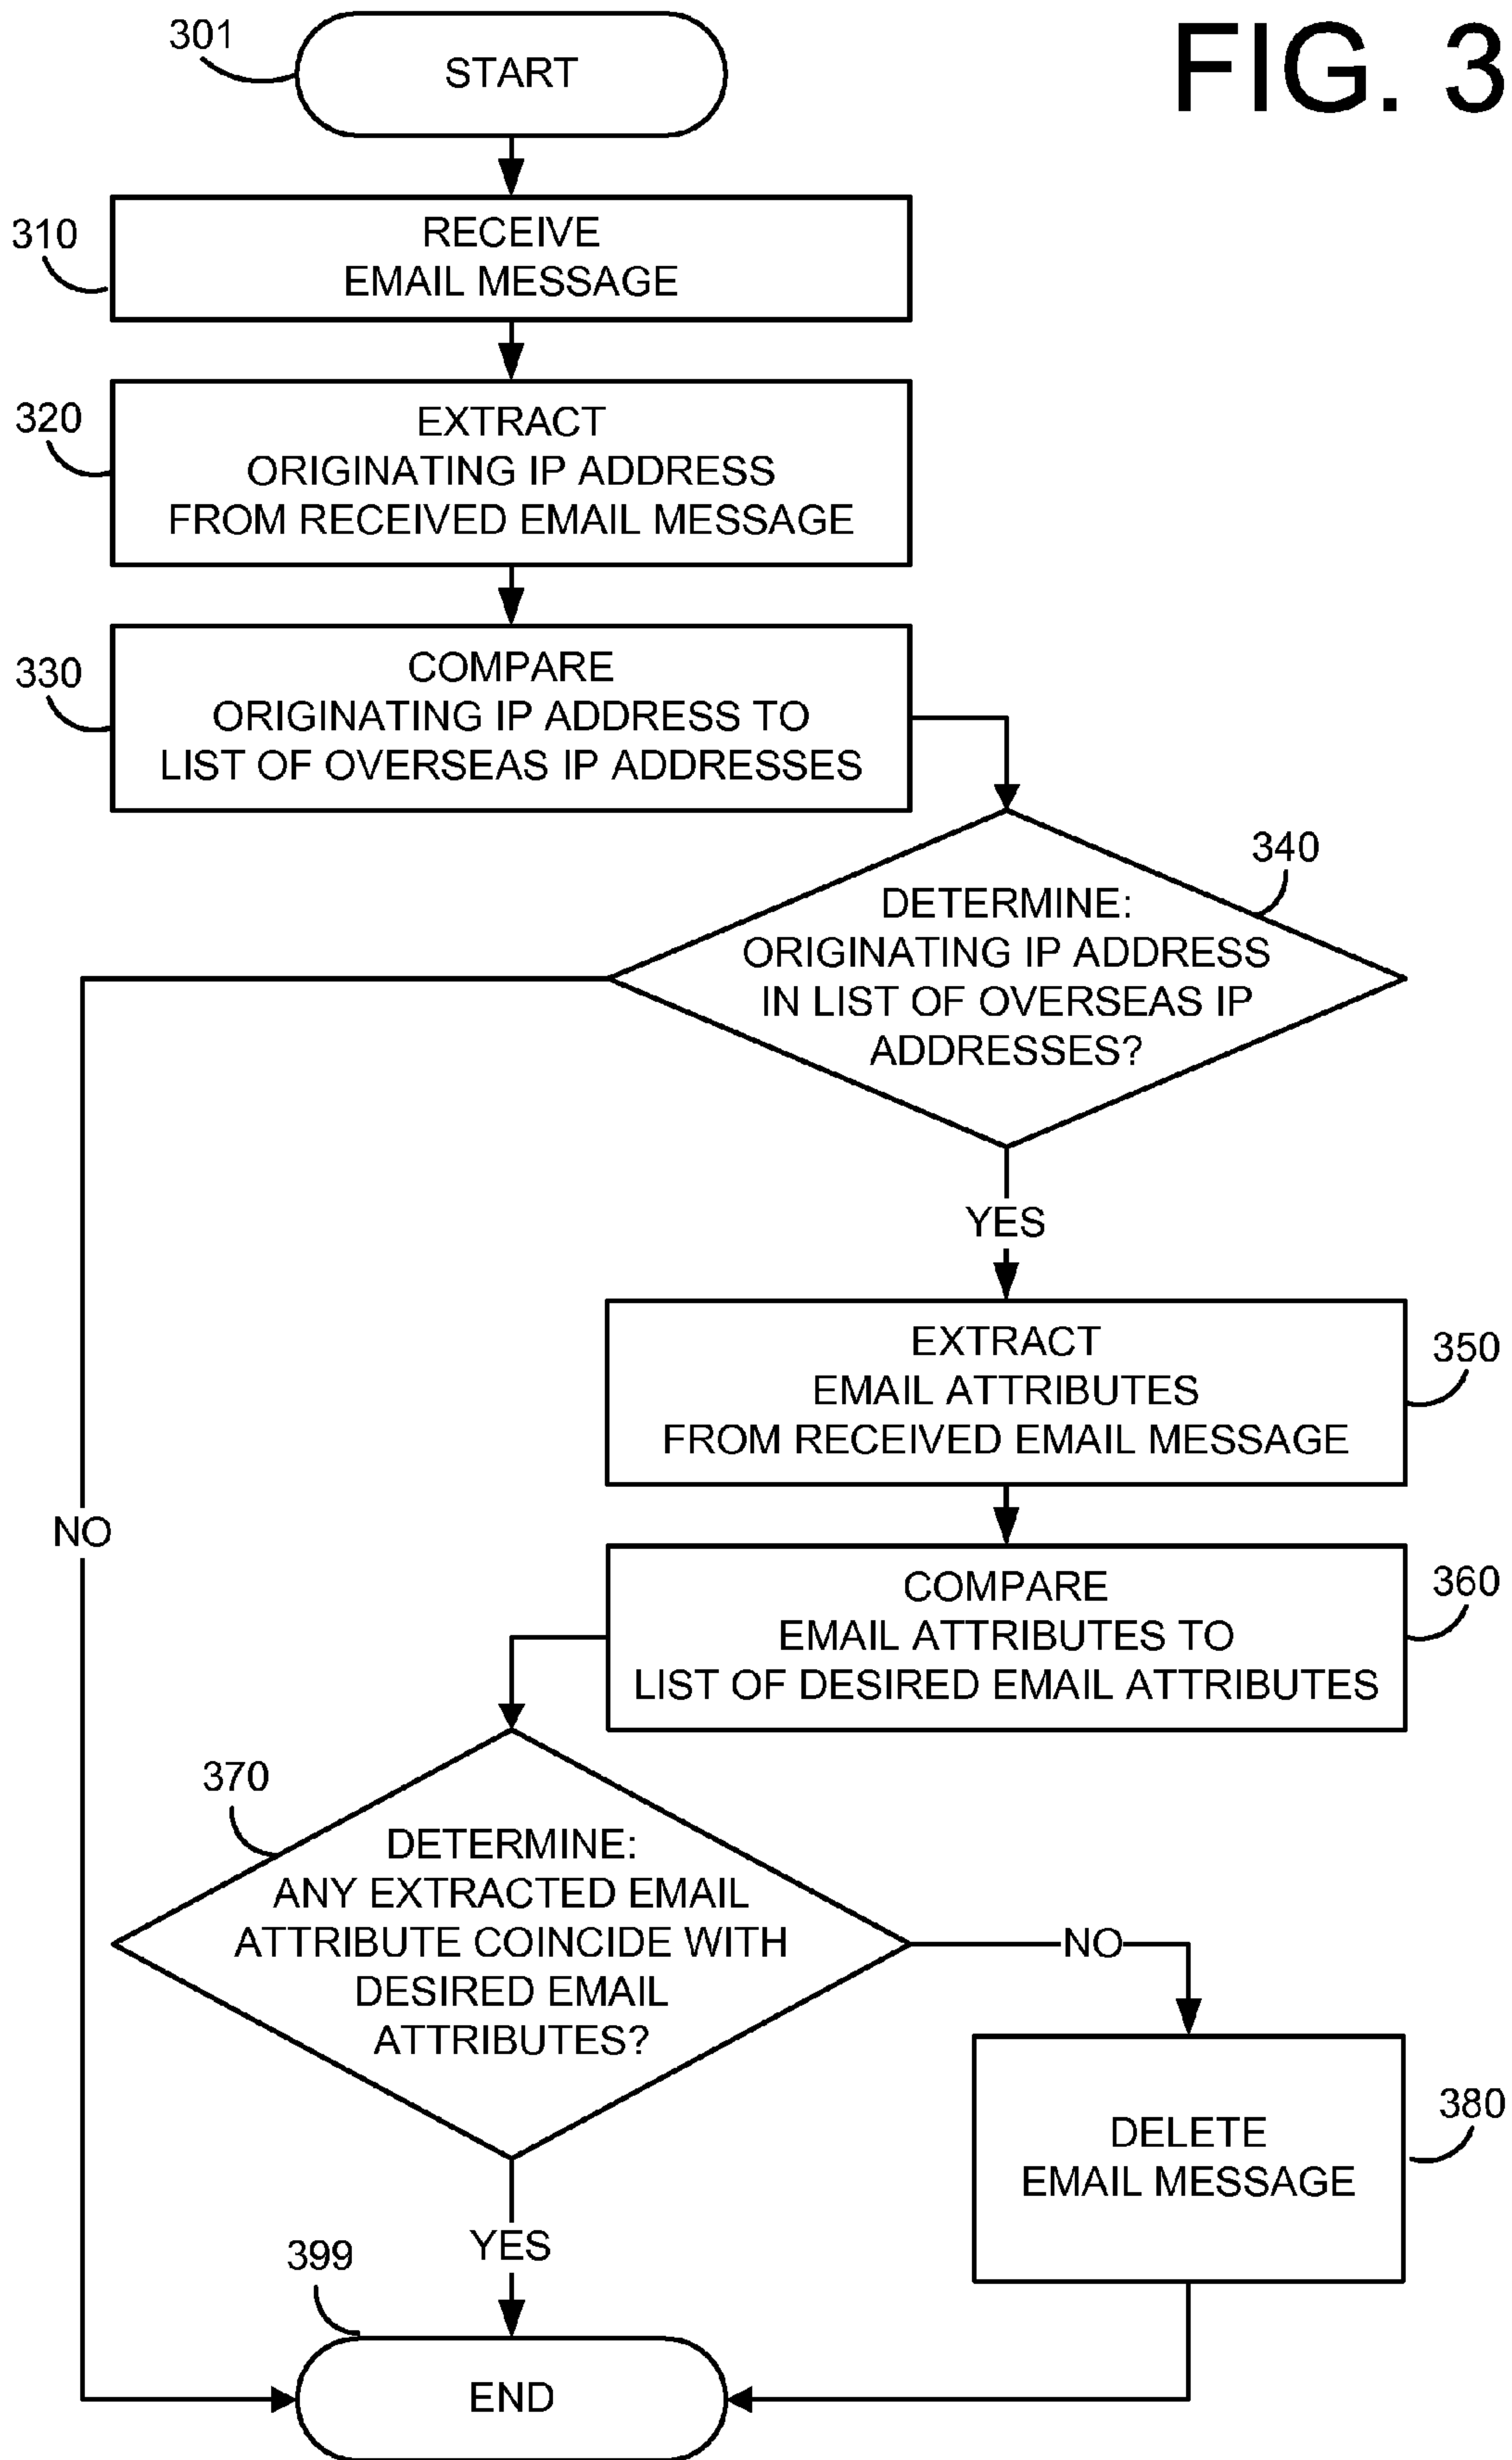 FIG. 3
301
START
310
RECEIVE
EMAIL MESSAGE
320
EXTRACT
ORIGINATING IP ADDRESS
FROM RECEIVED EMAIL MESSAGE
330
COMPARE
ORIGINATING IP ADDRESS TO
LIST OF OVERSEAS IP ADDRESSES
340
DETERMINE:
ORIGINATING IP ADDRESS
IN LIST OF OVERSEAS IP
ADDRESSES?
YES
350
EXTRACT
EMAIL ATTRIBUTES
FROM RECEIVED EMAIL MESSAGE
NO
360
COMPARE
EMAIL ATTRIBUTES TO
LIST OF DESIRED EMAIL ATTRIBUTES
370
DETERMINE:
ANY EXTRACTED EMAIL
ATTRIBUTE COINCIDE WITH
DESIRED EMAIL
ATTRIBUTES?
NO
380
DELETE
EMAIL MESSAGE
YES
399
END